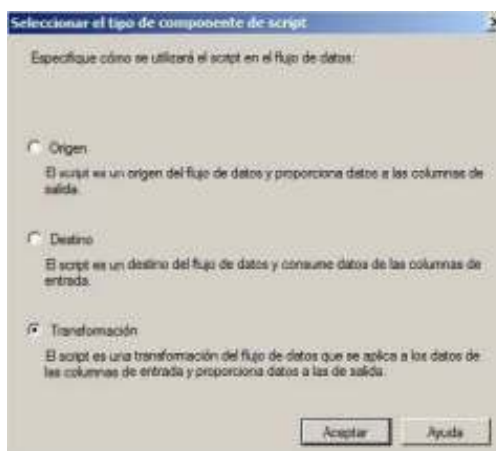 Seleccionar el tipo de componente de script
Especifique cómo se utilizará el script en el flujo de datos:
Origen
El script es un origen del flujo de datos y proporciona datos a las columnas de
salida.
Destino
El script es un destino del flujo de datos y consume datos de las columnas de
entrada.
Transformación
El script es una transformación del flujo de datos que se aplica a los datos de
las columnas de entrada y proporciona datos a las de salida.
Aceptar
Ayuda